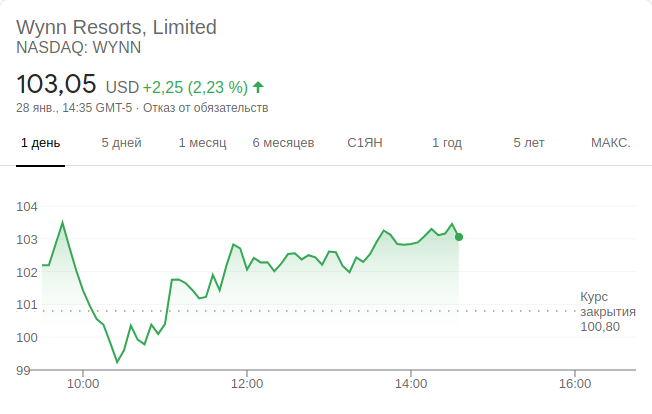 Wynn Resorts, Limited
NASDAQ: WYNN
103,05 USD +2,25 (2,23 %)
28 янв., 14:35 GMT-5 · Отказ от обязательств
1 день 5 дней 1 месяц 6 месяцев С1ЯН 1 год 5 лет МАКС.
104
103
102
101
100
99
Курс
закрытия
100,80
10:00 12:00 14:00 16:00